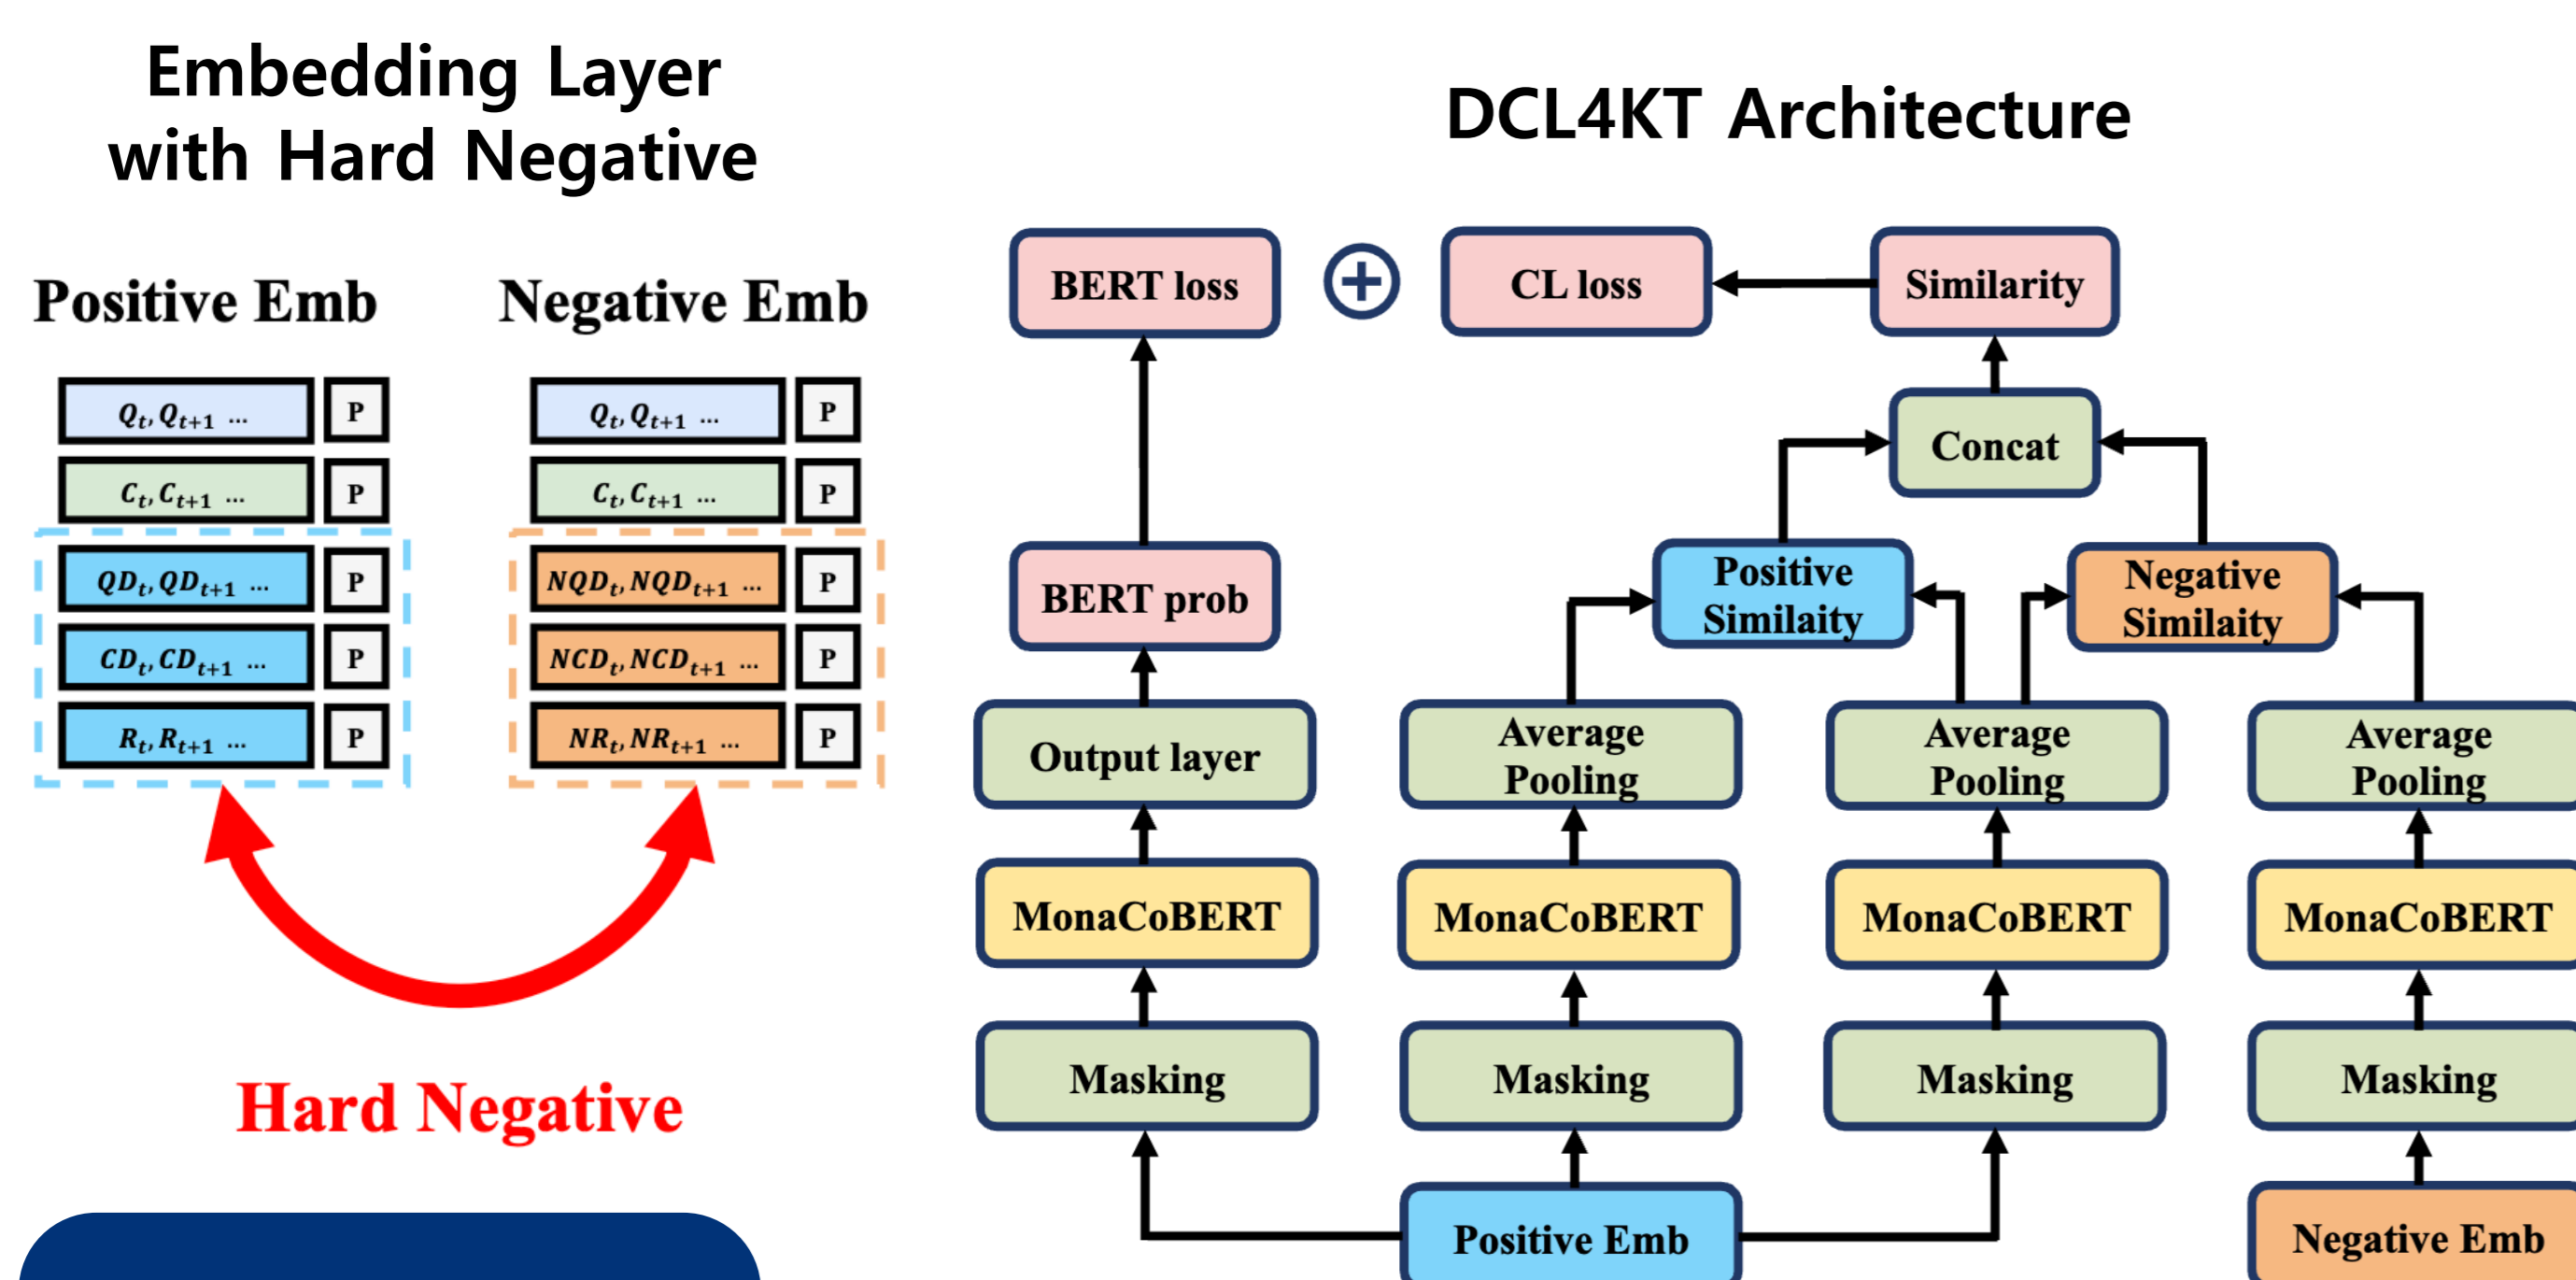 Embedding Layer
with Hard Negative
Positive Emb
Negative Emb
Qt, Qt+1 ... P
Ct, Ct+1 ... P
QDt, QDt+1 ... P
CDt, CDt+1 ... P
Rt, Rt+1 ... P
Qt, Qt+1 ... P
Ct, Ct+1 ... P
NQDt, NQDt+1 ... P
NCDt, NCDt+1 ... P
NRt, NRt+1 ... P
Hard Negative
DCL4KT Architecture
BERT loss
+
CL loss
Similarity
Concat
BERT prob
Positive
Similaity
Negative
Similaity
Output layer
Average
Pooling
Average
Pooling
Average
Pooling
MonaCoBERT
MonaCoBERT
MonaCoBERT
MonaCoBERT
Masking
Masking
Masking
Masking
Positive Emb
Negative Emb